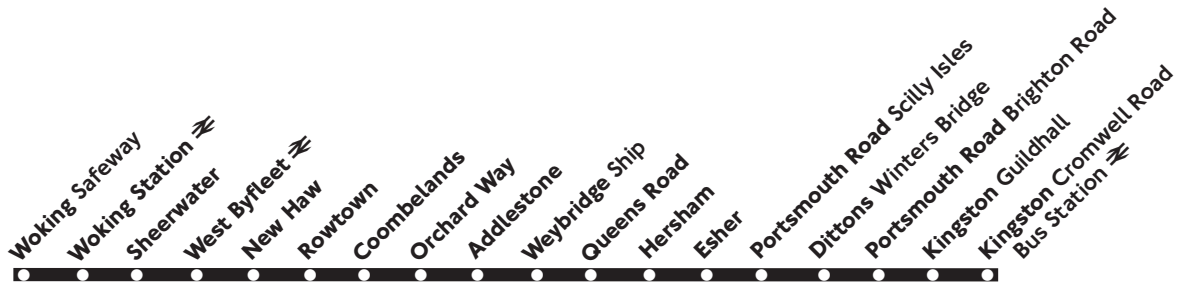 Woking Safeway
Woking Station
Sheerwater
West Byfleet
New Haw
Rowtown
Coombelands
Orchard Way
Addlestone
Weybridge Ship
Queens Road
Hersham
Esher
Portsmouth Road Scilly Isles
Dittons Winters Bridge
Portsmouth Road Brighton Road
Kingston Guildhall
Kingston Cromwell Road
Bus Station